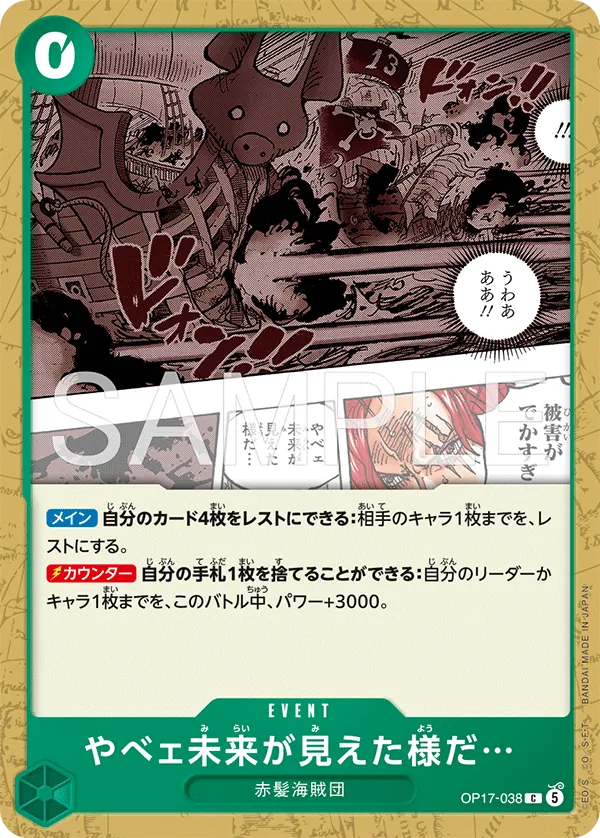 0
13
ドォン!!
!!!
うわあ
ああ!!
ドォン!!
SAMPLE
被害が
でかすぎ
やベェ
未来が
見えた
様だ…
メイン 自分のカード4枚をレストにできる：相手のキャラ1枚までを、レ
ストにする。
カウンター 自分の手札1枚を捨てることができる：自分のリーダーか
キャラ1枚までを、このバトル中、パワー+3000。
BANDAI MADE IN JAPAN
EVENT
やベェ未来が見えた様だ…
赤髪海賊団
OP17-038 C 5